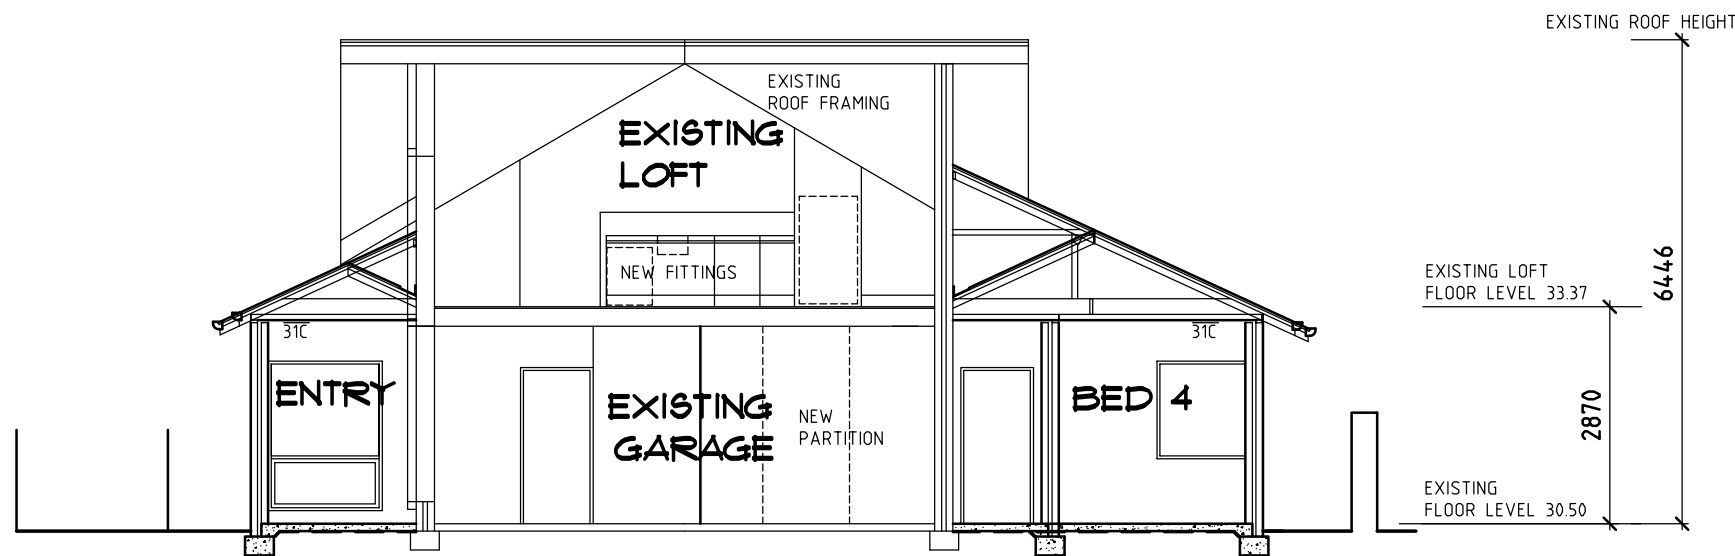 EXISTING ROOF HEIGHT
EXISTING
ROOF FRAMING
EXISTING
LOFT
NEW FITTINGS
EXISTING LOFT
FLOOR LEVEL 33.37
6446
31C
31C
ENTRY
EXISTING
GARAGE
NEW
PARTITION
BED 4
2870
EXISTING
FLOOR LEVEL 30.50